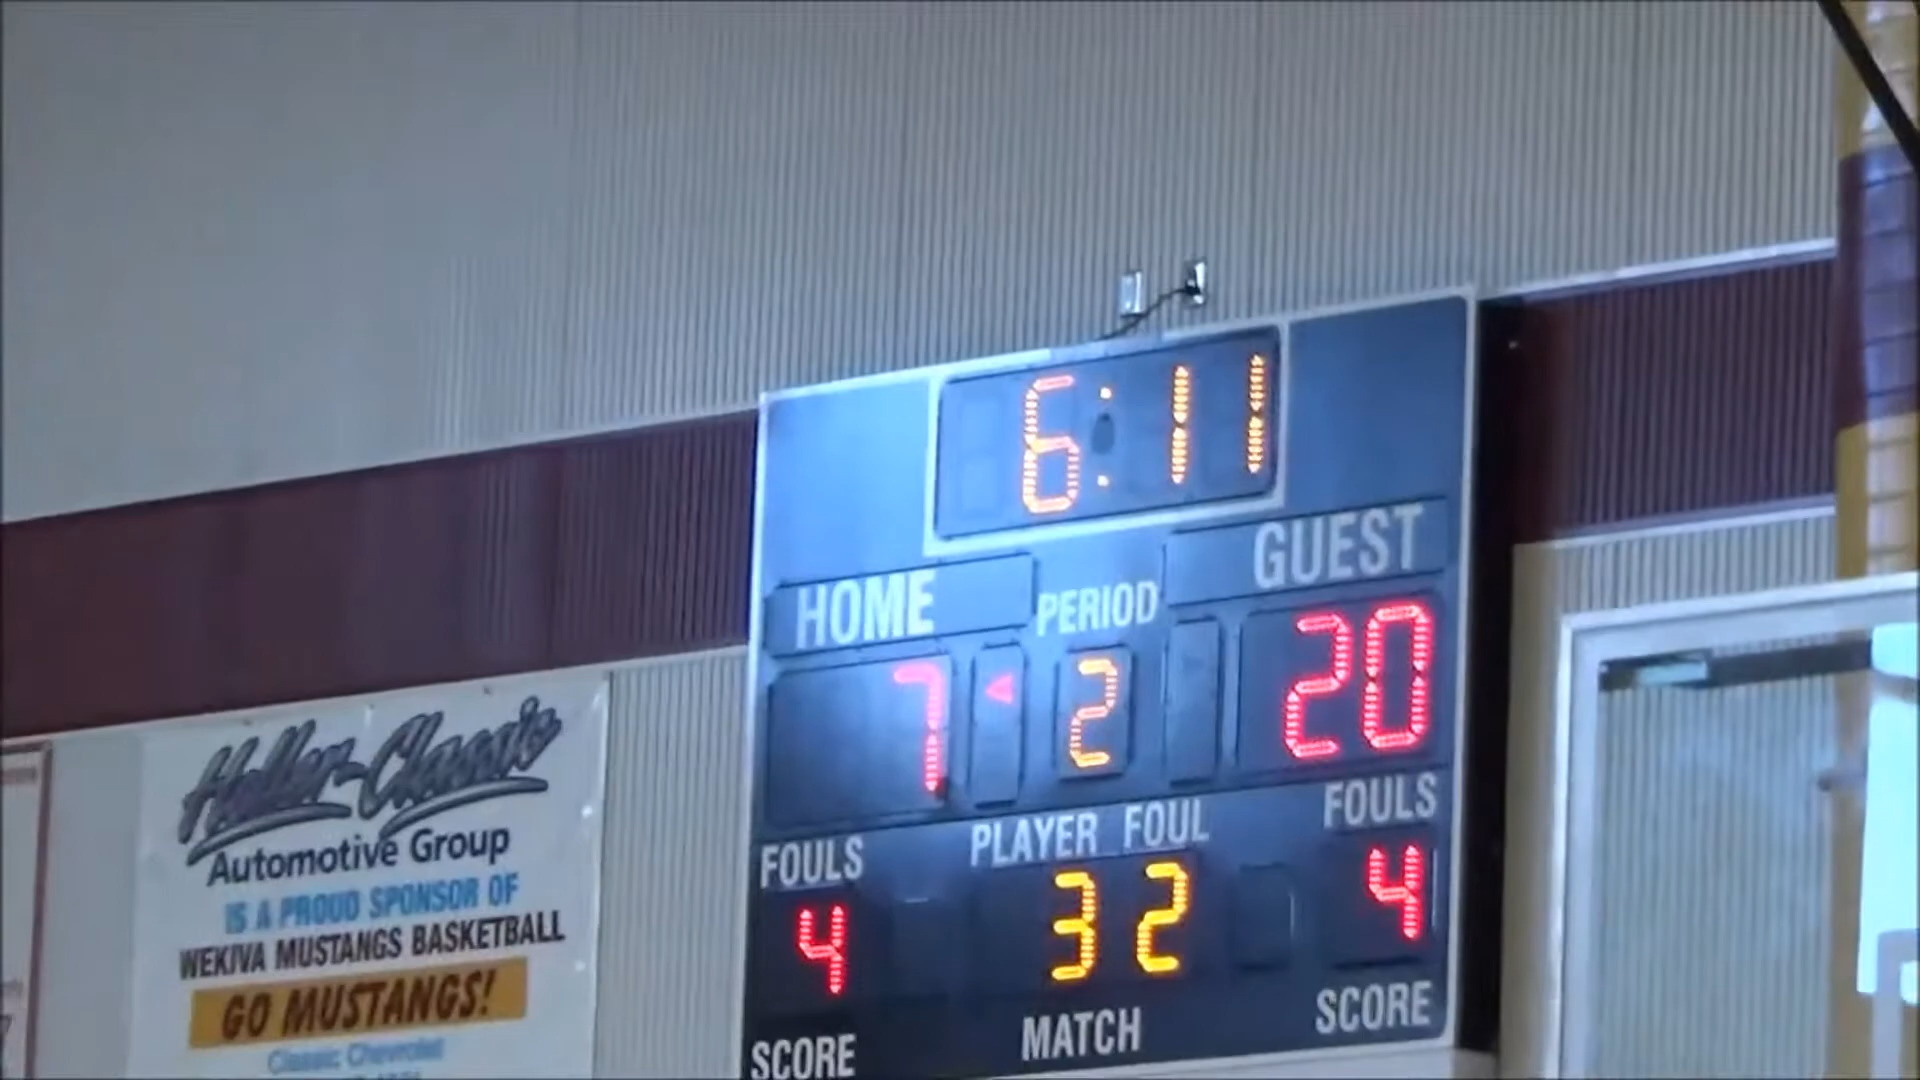 6:11
HOME PERIOD GUEST
7 2 20
FOULS PLAYER FOUL FOULS
4 32 4
SCORE MATCH SCORE
Heller-Classic
Automotive Group
IS A PROUD SPONSOR OF
WEKIVA MUSTANGS BASKETBALL
GO MUSTANGS!
Classic Chevrolet